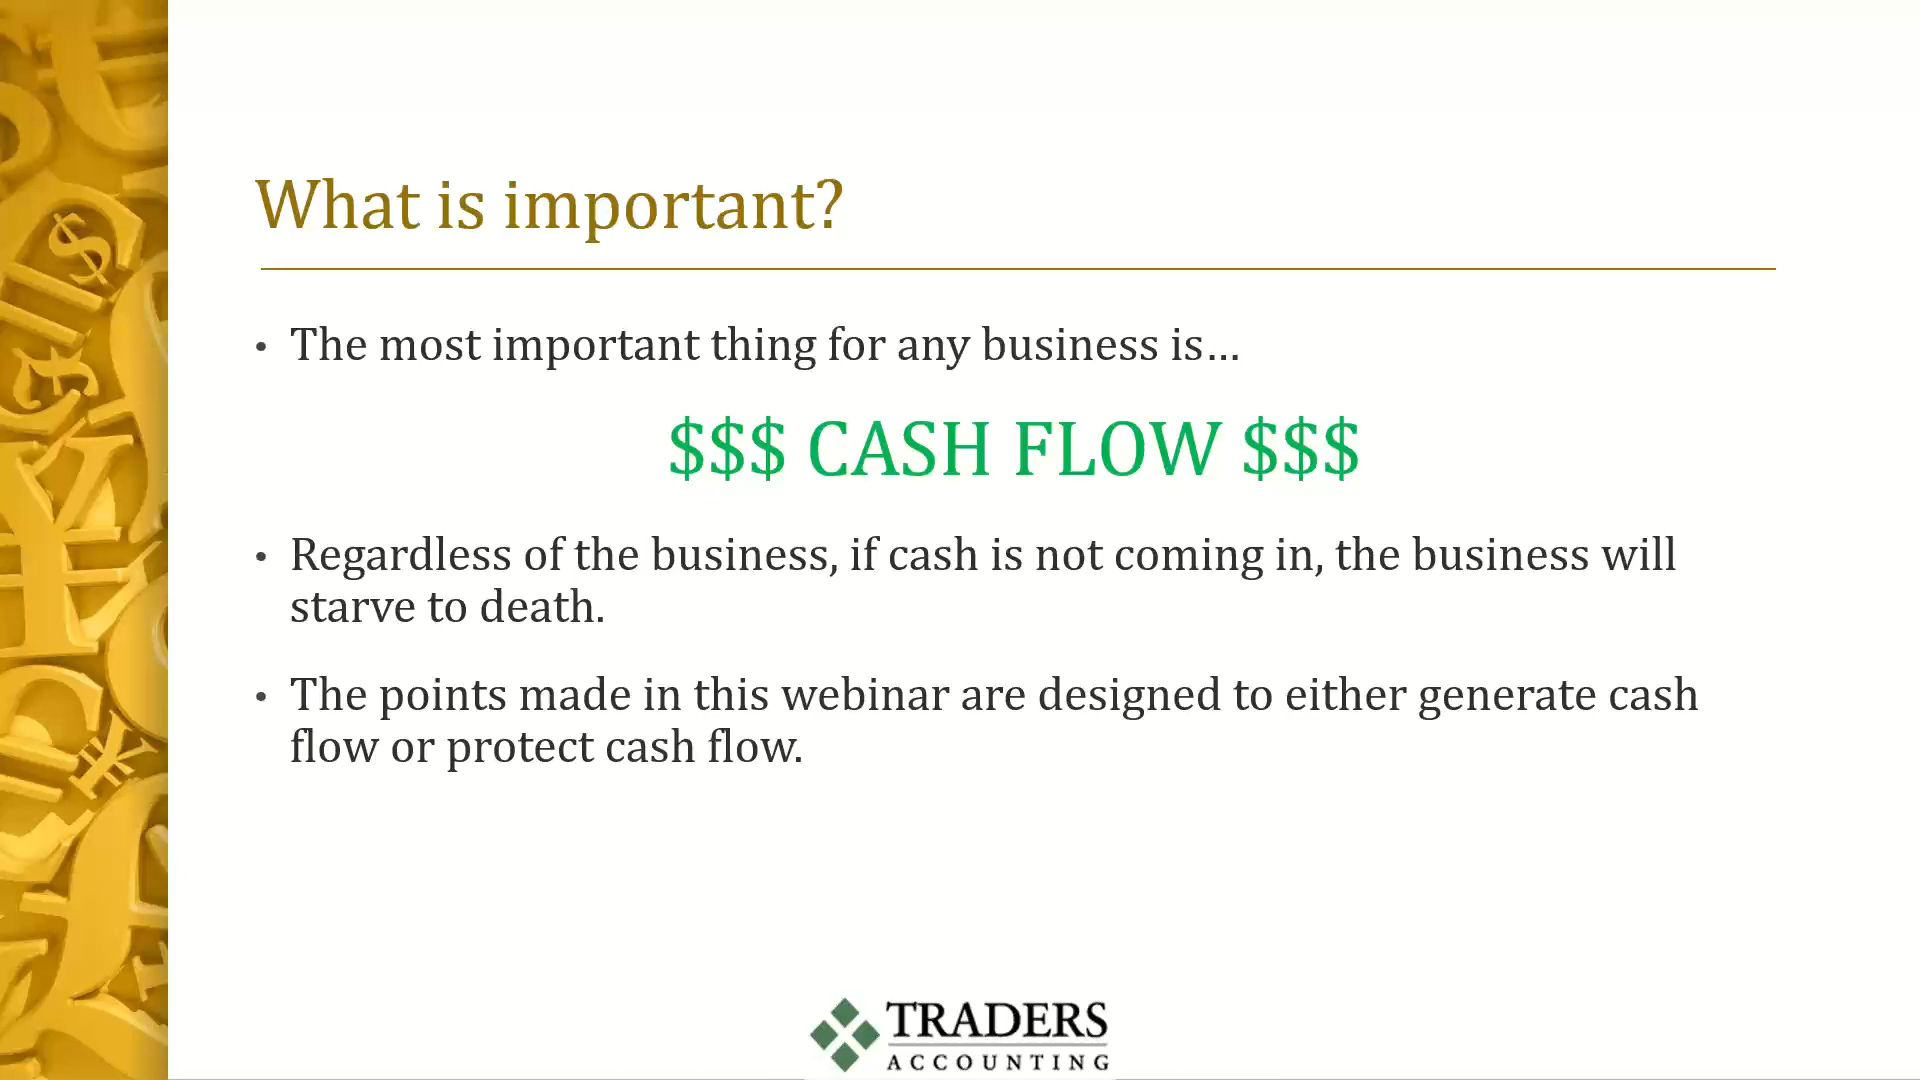 What is important?
• The most important thing for any business is…
$$$ CASH FLOW $$$
• Regardless of the business, if cash is not coming in, the business will
starve to death.
• The points made in this webinar are designed to either generate cash
flow or protect cash flow.
TRADERS
ACCOUNTING